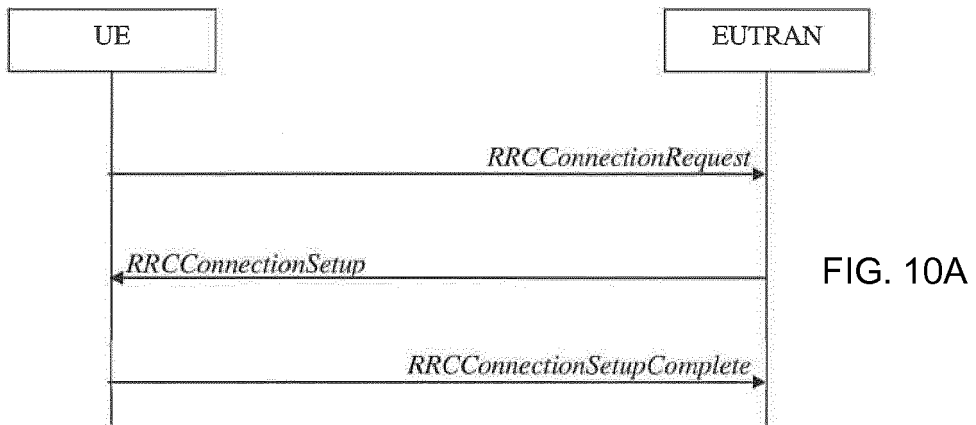 UE
EUTRAN
RRCConnectionRequest
RRCConnectionSetup
FIG. 10A
RRCConnectionSetupComplete